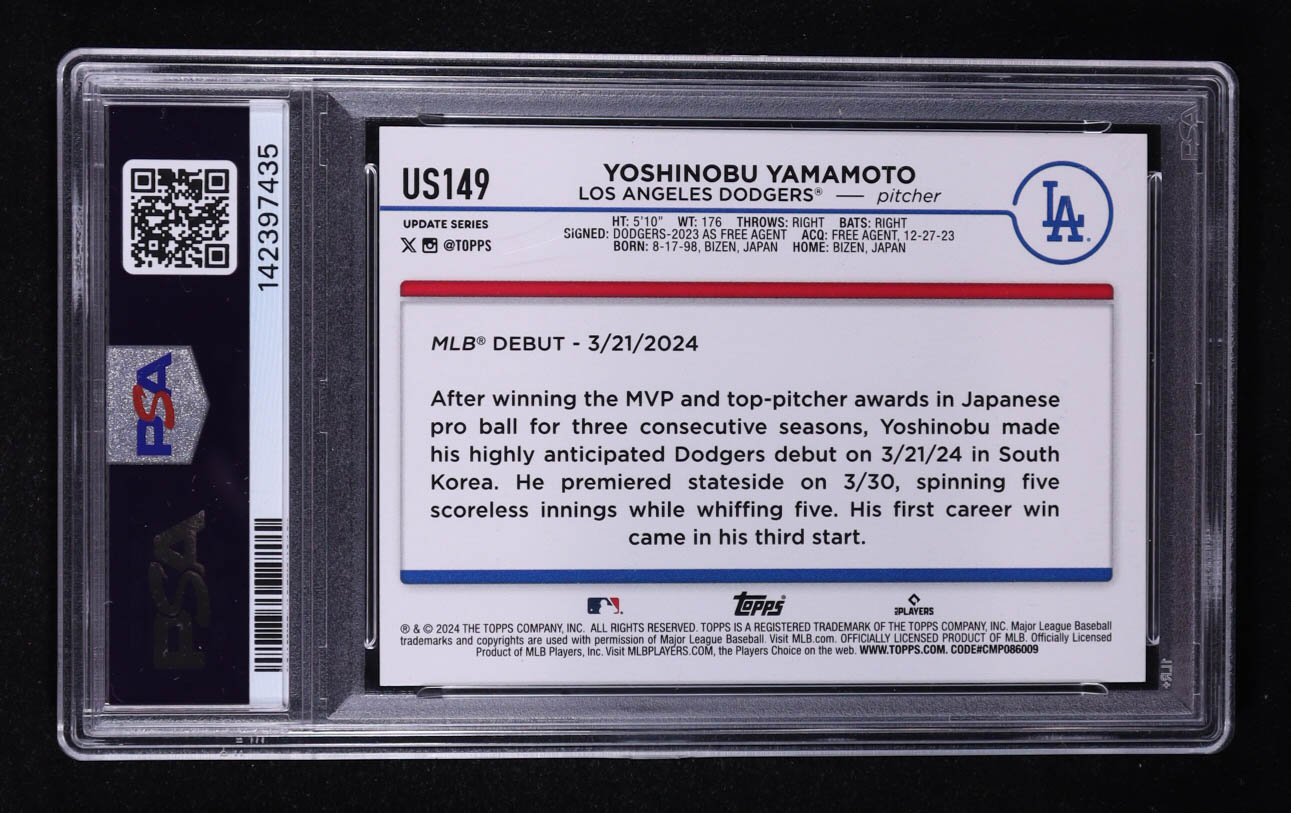 US149
YOSHINOBU YAMAMOTO
LOS ANGELES DODGERS® — pitcher
LA
UPDATE SERIES
@TOPPS
HT: 5'10" WT: 176 THROWS: RIGHT BATS: RIGHT
SIGNED: DODGERS-2023 AS FREE AGENT ACQ: FREE AGENT, 12-27-23
BORN: 8-17-98, BIZEN, JAPAN HOME: BIZEN, JAPAN
MLB® DEBUT - 3/21/2024
After winning the MVP and top-pitcher awards in Japanese
pro ball for three consecutive seasons, Yoshinobu made
his highly anticipated Dodgers debut on 3/21/24 in South
Korea. He premiered stateside on 3/30, spinning five
scoreless innings while whiffing five. His first career win
came in his third start.
topps®
PLAYERS
® & © 2024 THE TOPPS COMPANY, INC. ALL RIGHTS RESERVED. TOPPS IS A REGISTERED TRADEMARK OF THE TOPPS COMPANY, INC. Major League Baseball
trademarks and copyrights are used with permission of Major League Baseball. Visit MLB.com. OFFICIALLY LICENSED PRODUCT OF MLB. Officially Licensed
Product of MLB Players, Inc. Visit MLBPLAYERS.COM, the Players Choice on the web. WWW.TOPPS.COM. CODE#CMP086009
142397435
PSA
PSA
PSA